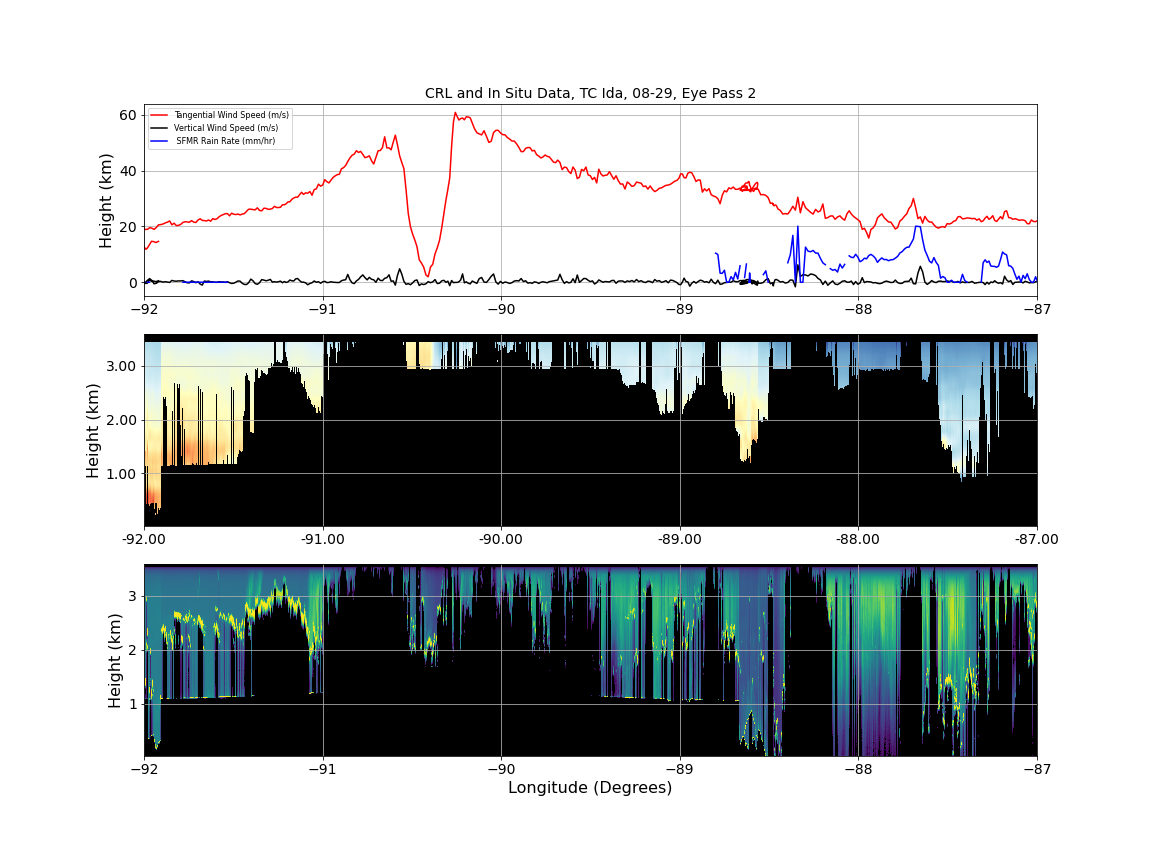 CRL and In Situ Data, TC Ida, 08-29, Eye Pass 2
Height (km)
60
40
20
0
Tangential Wind Speed (m/s)
Vertical Wind Speed (m/s)
SFMR Rain Rate (mm/hr)
−92 −91 −90 −89 −88 −87
Height (km)
3.00
2.00
1.00
-92.00 -91.00 -90.00 -89.00 -88.00 -87.00
Height (km)
3
2
1
−92 −91 −90 −89 −88 −87
Longitude (Degrees)